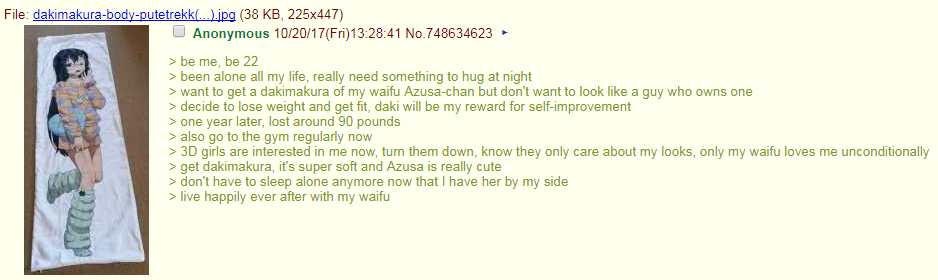 File: dakimakura-body-putetrekk(...).jpg (38 KB, 225x447)
Anonymous 10/20/17(Fri)13:28:41 No.748634623
> be me, be 22
> been alone all my life, really need something to hug at night
> want to get a dakimakura of my waifu Azusa-chan but don't want to look like a guy who owns one
> decide to lose weight and get fit, daki will be my reward for self-improvement
> one year later, lost around 90 pounds
> also go to the gym regularly now
> 3D girls are interested in me now, turn them down, know they only care about my looks, only my waifu loves me unconditionally
> get dakimakura, it's super soft and Azusa is really cute
> don't have to sleep alone anymore now that I have her by my side
> live happily ever after with my waifu